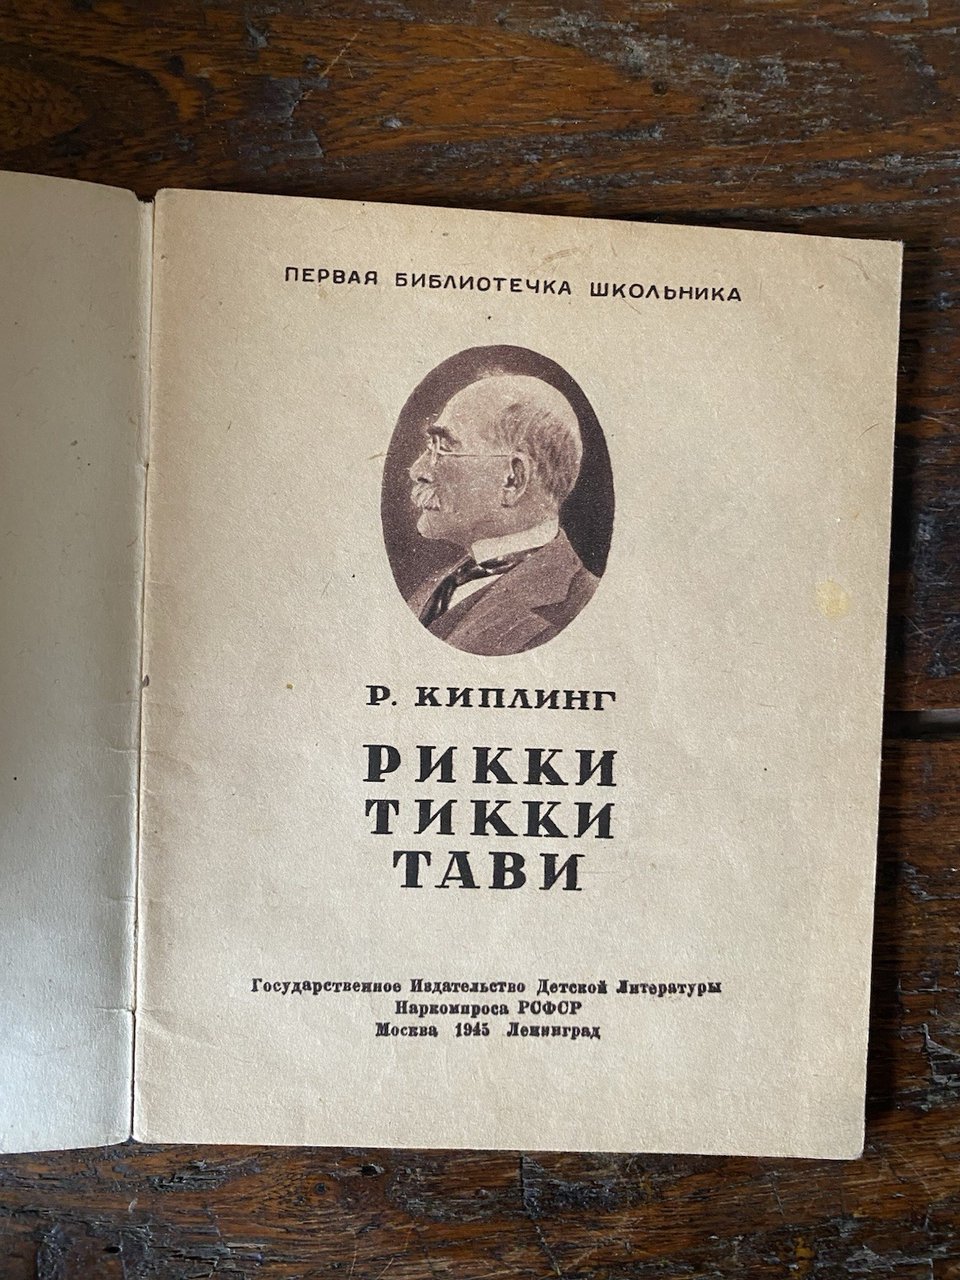 ПЕРВАЯ БИБЛИОТЕЧКА ШКОЛЬНИКА
Р. КИПЛИНГ
РИККИ
ТИККИ
ТАВИ
Государственное Издательство Детской Литературы
Наркомпроса РСФСР
Москва 1945 Ленинград